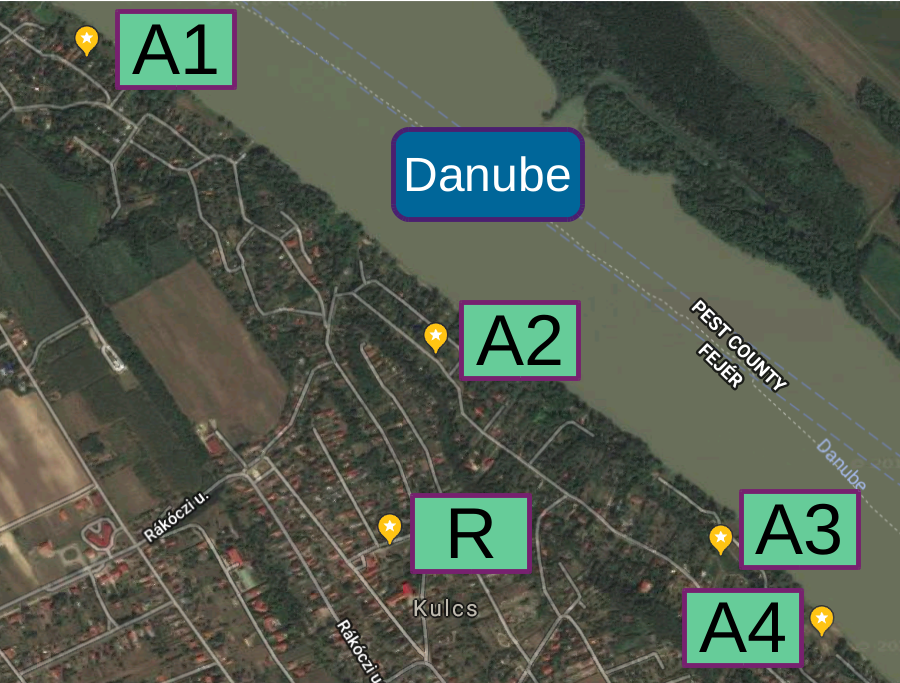 A1
Danube
PEST COUNTY
FEJÉR
A2
Danube
Rákóczi u.
R
A3
Kulcs
A4
Rákóczi u